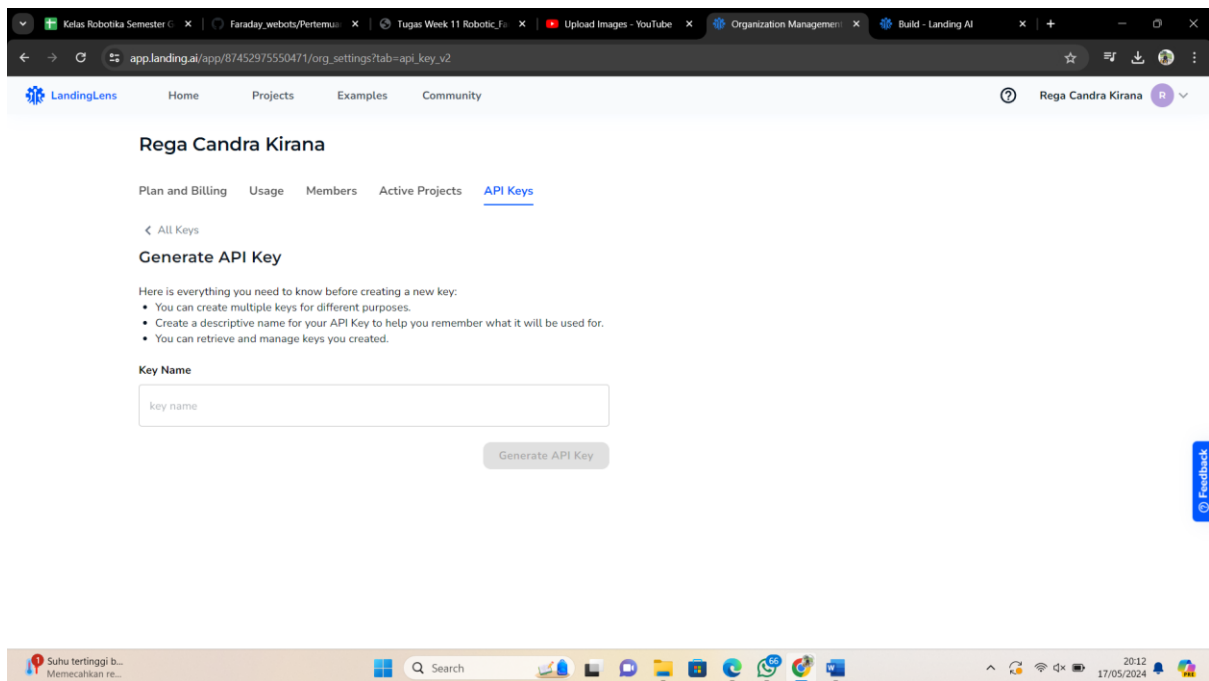 Kelas Robotika Semester G
Faraday_webots/Pertemua
Tugas Week 11 Robotic_Fa
Upload Images - YouTube
Organization Management
Build - Landing AI
app.landing.ai/app/87452975550471/org_settings?tab=api_key_v2
LandingLens
Home
Projects
Examples
Community
Rega Candra Kirana
R
Rega Candra Kirana
Plan and Billing
Usage
Members
Active Projects
API Keys
All Keys
Generate API Key
Here is everything you need to know before creating a new key:
• You can create multiple keys for different purposes.
• Create a descriptive name for your API Key to help you remember what it will be used for.
• You can retrieve and manage keys you created.
Key Name
key name
Generate API Key
Feedback
1
Suhu tertinggi b...
Memecahkan re...
Search
66
20:12
17/05/2024
PRE